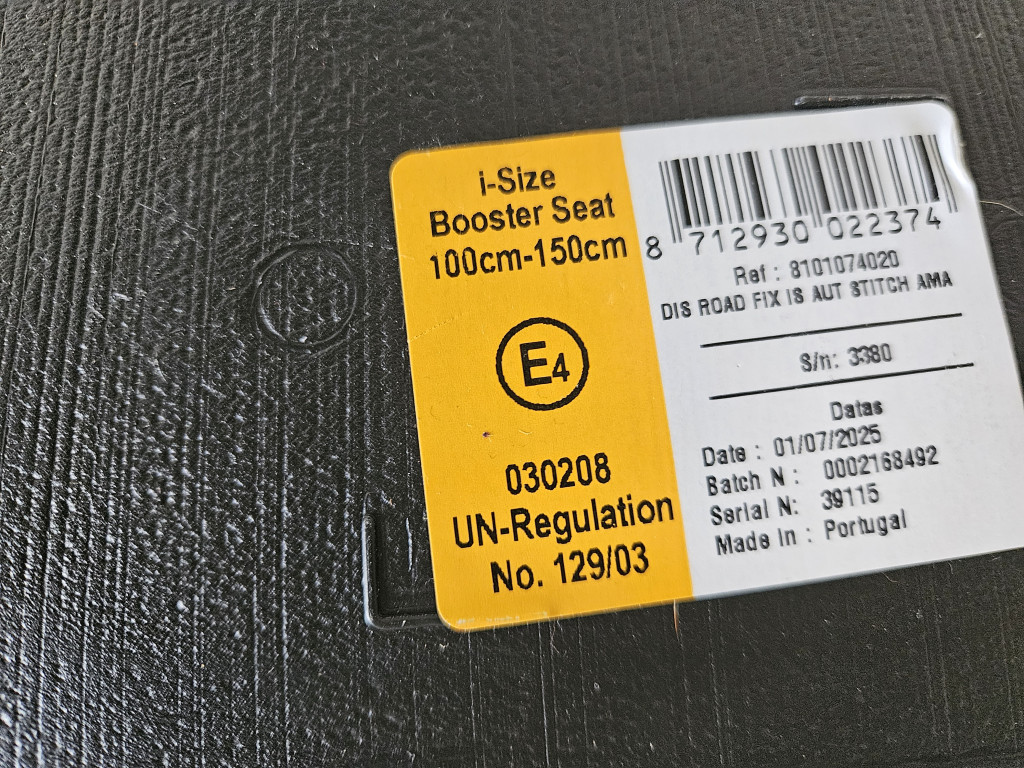 i-Size
Booster Seat
100cm-150cm
E4
030208
UN-Regulation
No. 129/03
8 712930 022374
Ref : 8101074020
DIS ROAD FIX IS AUT STITCH AMA
S/n: 3380
Datas
Date : 01/07/2025
Batch N : 0002168492
Serial N: 39115
Made In : Portugal